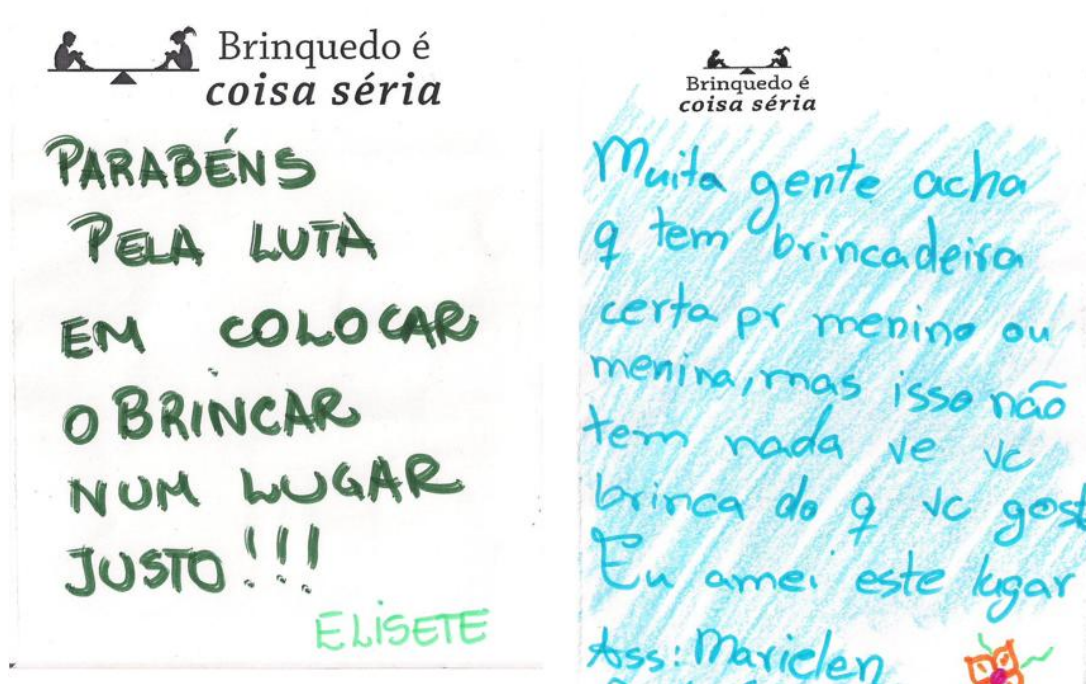 Brinquedo é
coisa séria
PARABÉNS
PELA LUTA
EM COLOCAR
O BRINCAR
NUM LUGAR
JUSTO!!!
ELISETE
Brinquedo é
coisa séria
Muita gente acha
q tem brincadeira
certa pr menino ou
menina, mas isso não
tem nada ve vc
brinca do q vc gost
Eu amei este lugar
Ass: Marielen